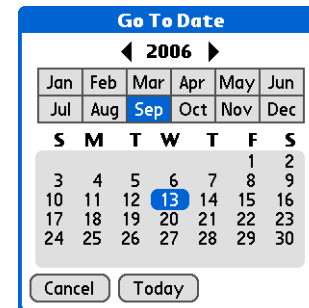 Go To Date
2006
Jan Feb Mar Apr May Jun
Jul Aug Sep Oct Nov Dec
S M T W T F S
1 2
3 4 5 6 7 8 9
10 11 12 13 14 15 16
17 18 19 20 21 22 23
24 25 26 27 28 29 30
Cancel Today